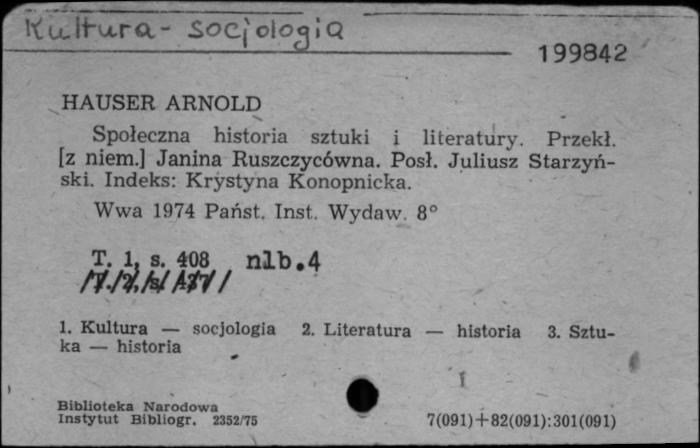 Kultura - socjologia
199842
HAUSER ARNOLD
Społeczna historia sztuki i literatury. Przekł.
[z niem.] Janina Ruszczycówna. Posł. Juliusz Starzyń-
ski. Indeks: Krystyna Konopnicka.
Wwa 1974 Państ. Inst. Wydaw. 8°
T. 1, s. 408 nlb.4
1. Kultura — socjologia 2. Literatura — historia 3. Sztu-
ka — historia
Biblioteka Narodowa
Instytut Bibliogr. 2352/75
7(091)+82(091):301(091)